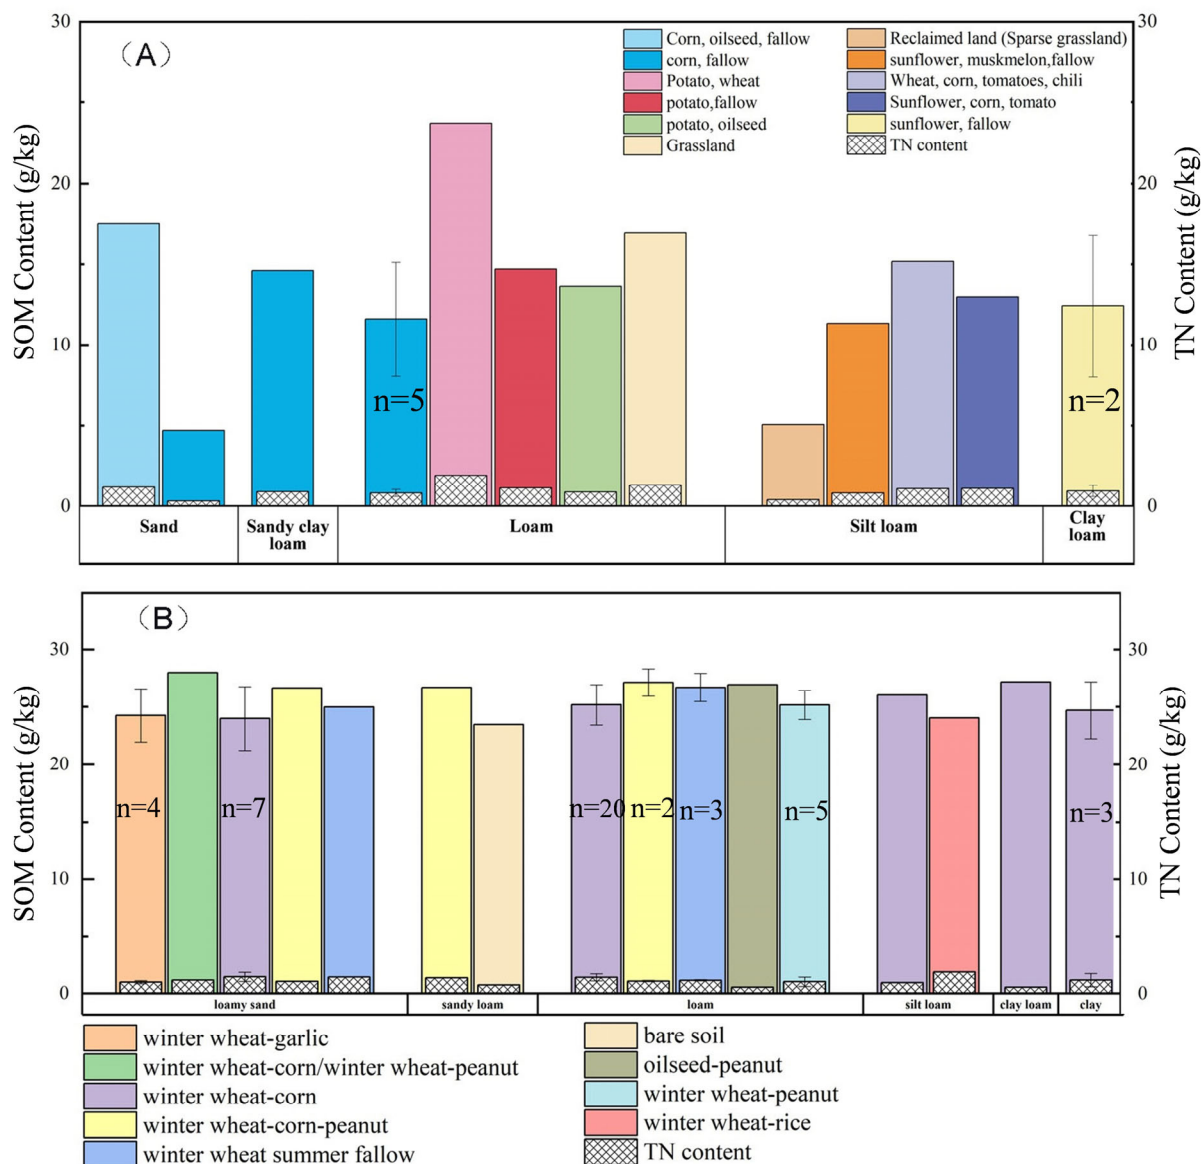 (A)
30
20
10
0
SOM Content (g/kg)
30
20
10
0
TN Content (g/kg)
Corn, oilseed, fallow
corn, fallow
Potato, wheat
potato,fallow
potato, oilseed
Grassland
Reclaimed land (Sparse grassland)
sunflower, muskmelon,fallow
Wheat, corn, tomatoes, chili
Sunflower, corn, tomato
sunflower, fallow
TN content
n=5
n=2
Sand
Sandy clay
loam
Loam
Silt loam
Clay
loam
(B)
30
20
10
0
SOM Content (g/kg)
30
20
10
0
TN Content (g/kg)
n=4
n=7
n=20
n=2
n=3
n=5
n=3
loamy sand
sandy loam
loam
silt loam
clay loam
clay
winter wheat-garlic
winter wheat-corn/winter wheat-peanut
winter wheat-corn
winter wheat-corn-peanut
winter wheat summer fallow
bare soil
oilseed-peanut
winter wheat-peanut
winter wheat-rice
TN content